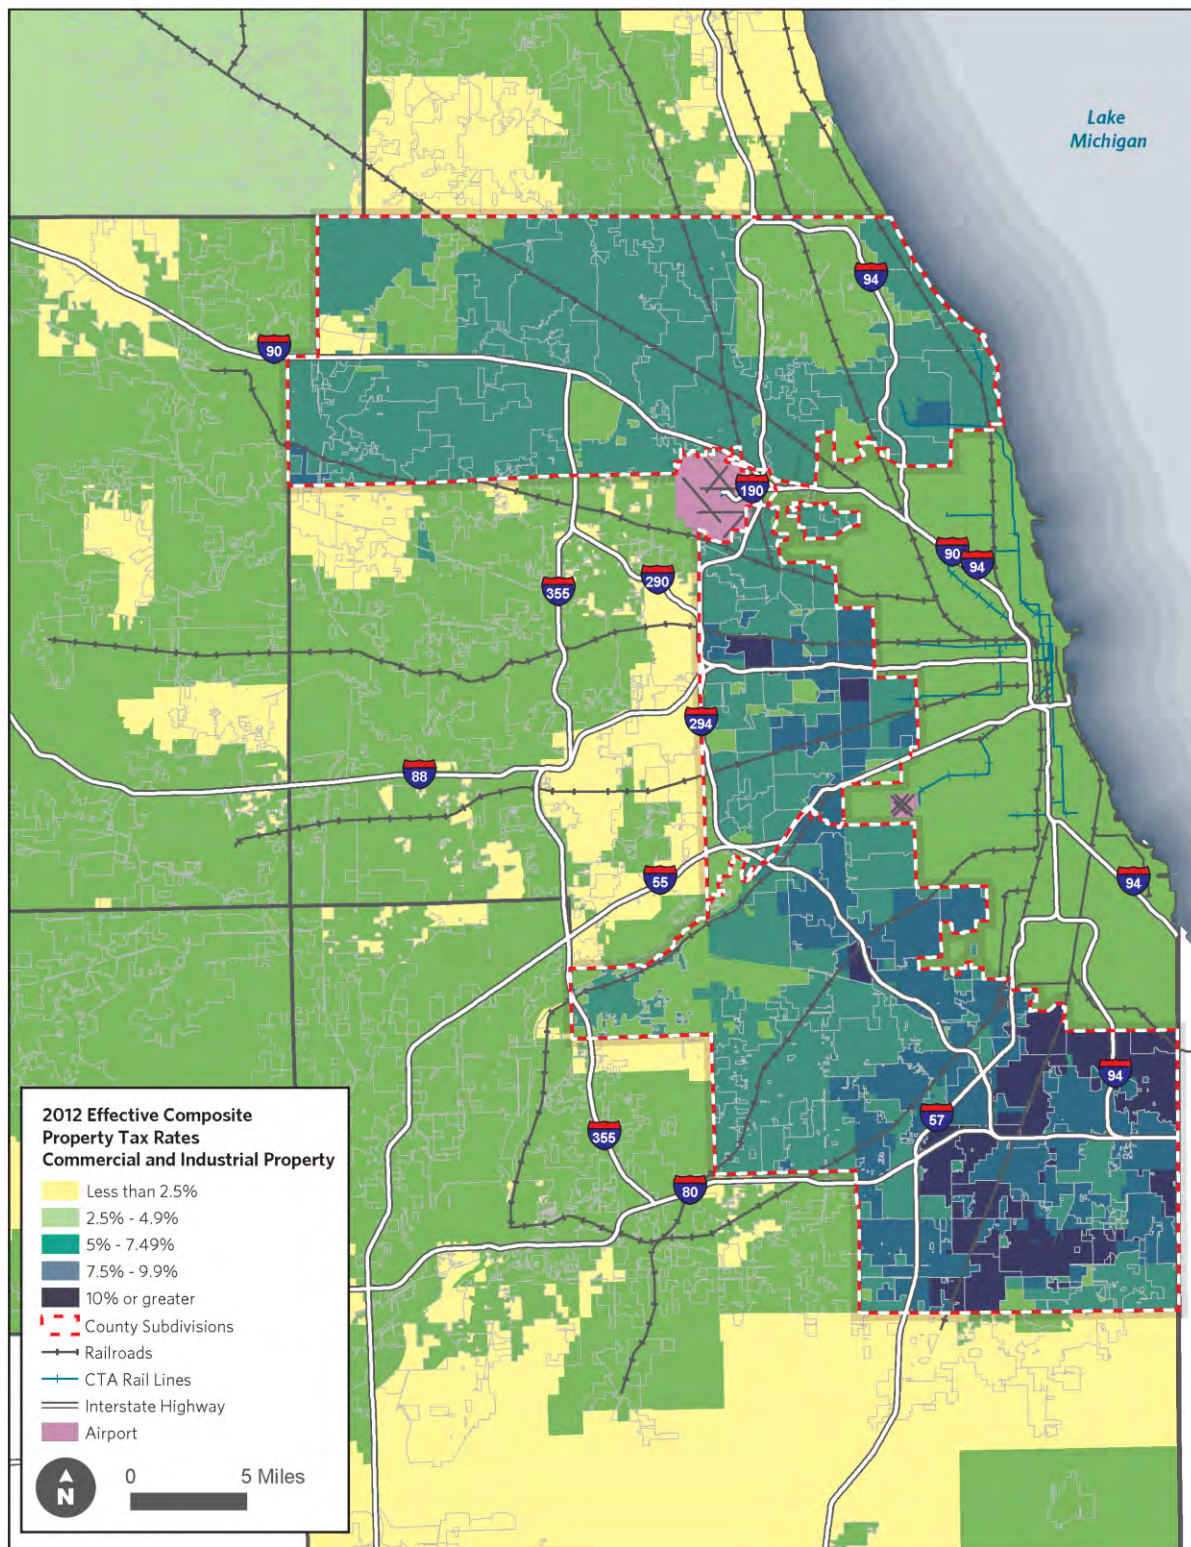 Lake
Michigan
94
90
190
90
94
290
355
294
88
55
94
94
57
355
80
2012 Effective Composite
Property Tax Rates
Commercial and Industrial Property
Less than 2.5%
2.5% - 4.9%
5% - 7.49%
7.5% - 9.9%
10% or greater
County Subdivisions
Railroads
CTA Rail Lines
Interstate Highway
Airport
N
0 5 Miles